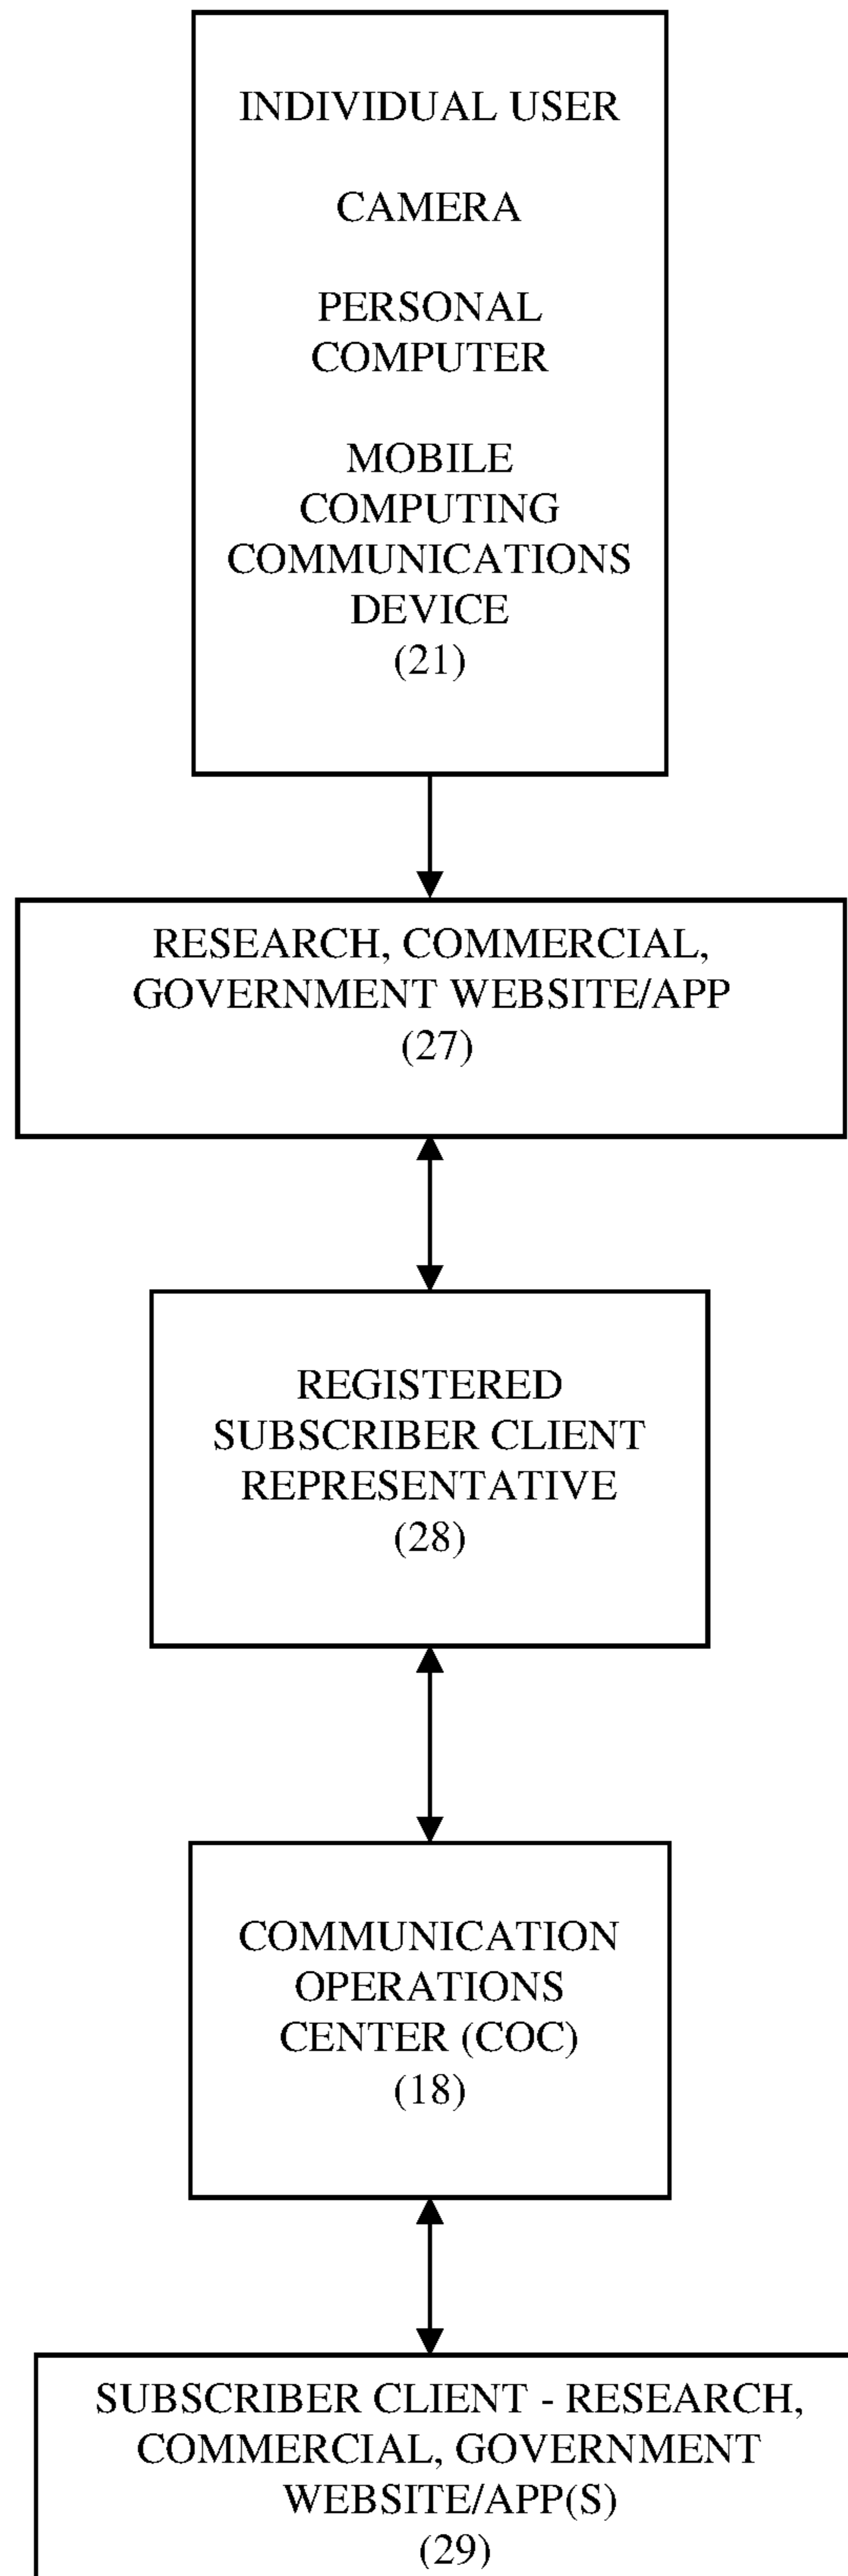 INDIVIDUAL USER
CAMERA
PERSONAL
COMPUTER
MOBILE
COMPUTING
COMMUNICATIONS
DEVICE
(21)
RESEARCH, COMMERCIAL,
GOVERNMENT WEBSITE/APP
(27)
REGISTERED
SUBSCRIBER CLIENT
REPRESENTATIVE
(28)
COMMUNICATION
OPERATIONS
CENTER (COC)
(18)
SUBSCRIBER CLIENT - RESEARCH,
COMMERCIAL, GOVERNMENT
WEBSITE/APP(S)
(29)